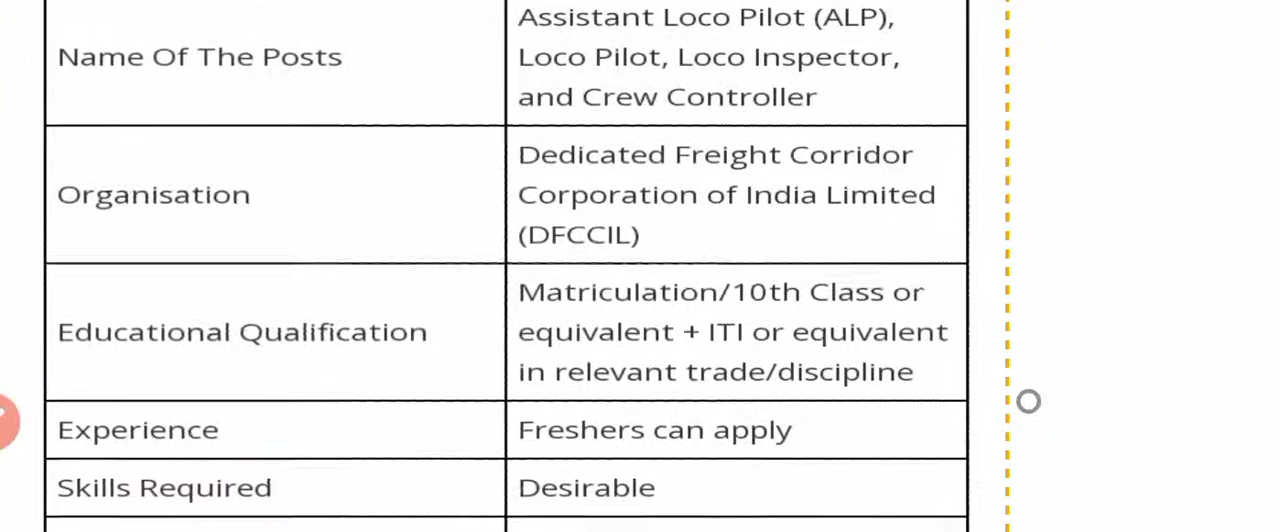 Name Of The Posts
Assistant Loco Pilot (ALP),
Loco Pilot, Loco Inspector,
and Crew Controller
Organisation
Dedicated Freight Corridor
Corporation of India Limited
(DFCCIL)
Educational Qualification
Matriculation/10th Class or
equivalent + ITI or equivalent
in relevant trade/discipline
Experience
Freshers can apply
Skills Required
Desirable